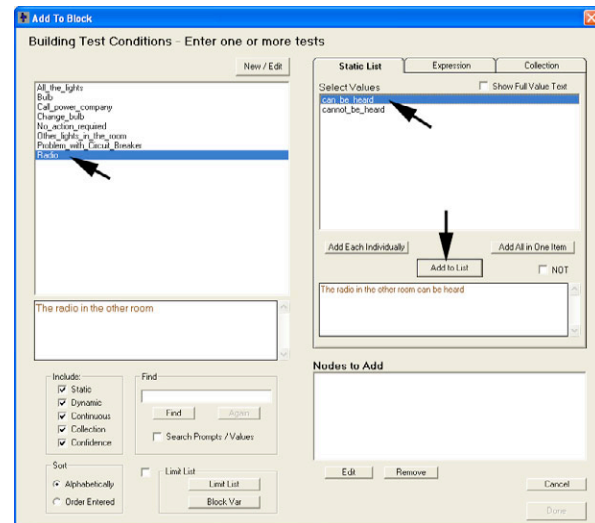 Add To Block
Building Test Conditions - Enter one or more tests
New / Edit
All_the_lights
Bulb
Call_power_company
Change_bulb
No_action_required
Other_lights_in_the_room
Problem_with_Circuit_Breaker
Radio
The radio in the other room
Include:
Static
Dynamic
Continuous
Collection
Confidence
Find
Find
Again
Search Prompts / Values
Sort
Alphabetically
Order Entered
Limit List
Limit List
Block Var
Static List
Expression
Collection
Select Values
Show Full Value Text
can_be_heard
cannot_be_heard
Add Each Individually
Add All in One Item
Add to List
NOT
The radio in the other room can be heard
Nodes to Add
Edit
Remove
Cancel
Done